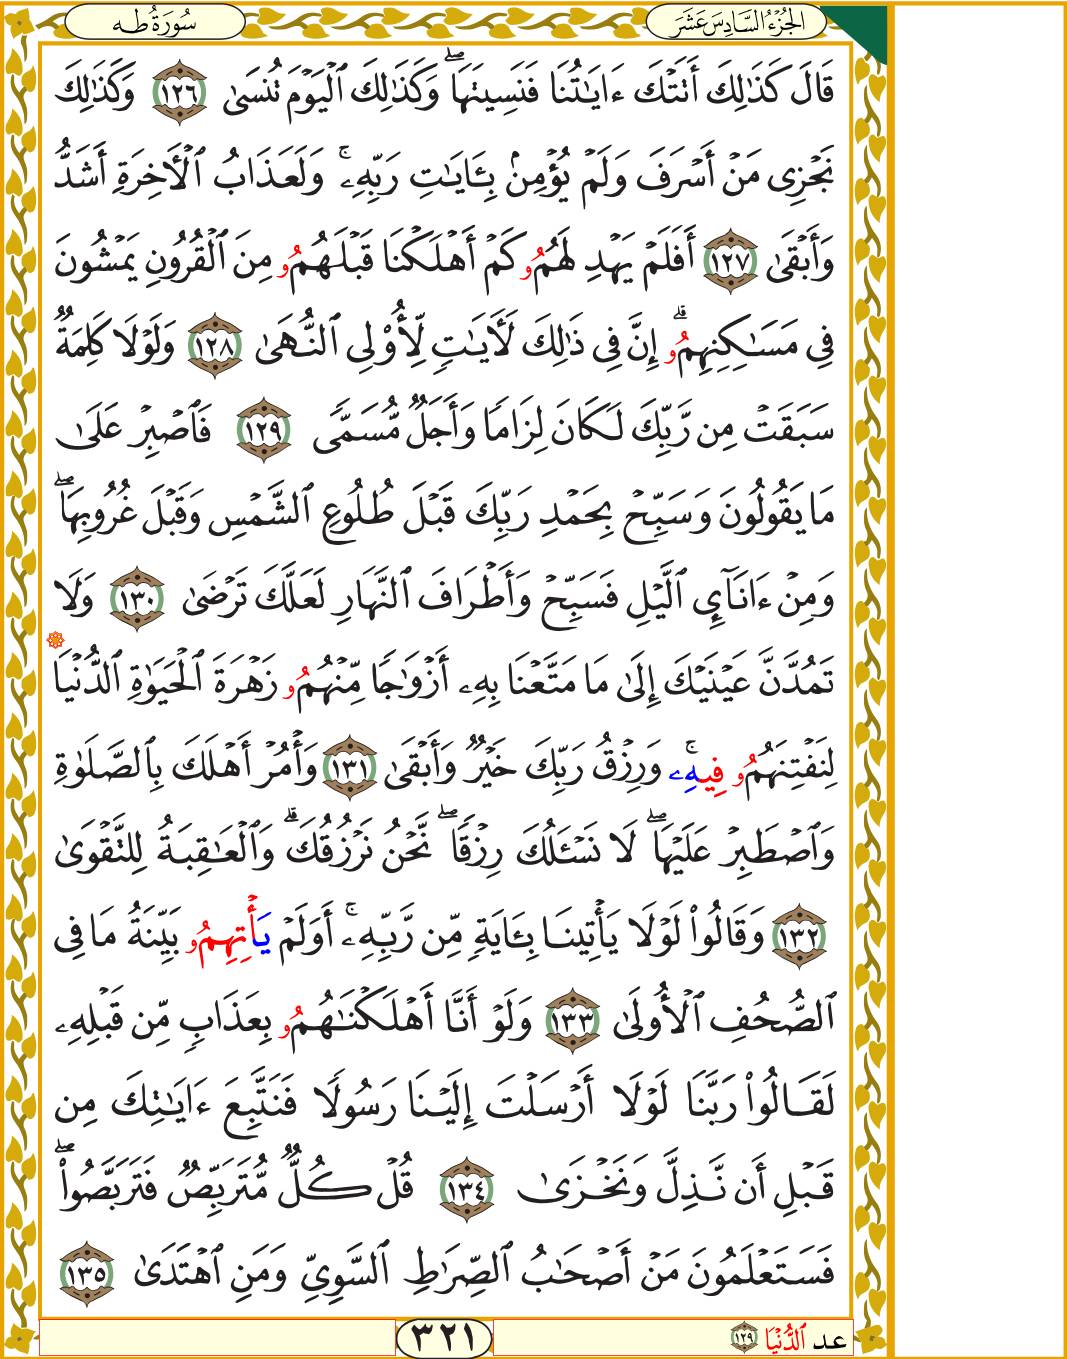 سُورَةُ طه الجُزْءُ السَّادِسَ عَشَرَ
قَالَ كَذَٰلِكَ أَتَتْكَ ءَايَـٰتُنَا فَنَسِيتَهَا ۖ وَكَذَٰلِكَ ٱلْيَوْمَ تُنسَىٰ ١٢٦ وَكَذَٰلِكَ
نَجْزِى مَنْ أَسْرَفَ وَلَمْ يُؤْمِنۢ بِـَٔايَـٰتِ رَبِّهِۦ ۚ وَلَعَذَابُ ٱلْـَٔاخِرَةِ أَشَدُّ
وَأَبْقَىٰ ١٢٧ أَفَلَمْ يَهْدِ لَهُمُۥ كَمْ أَهْلَكْنَا قَبْلَهُمُۥ مِنَ ٱلْقُرُونِ يَمْشُونَ
فِى مَسَـٰكِنِهِمُۥ ۗ إِنَّ فِى ذَٰلِكَ لَـَٔايَـٰتٍ لِّأُو۟لِى ٱلنُّهَىٰ ١٢٨ وَلَوْلَا كَلِمَةٌ
سَبَقَتْ مِن رَّبِّكَ لَكَانَ لِزَامًا وَأَجَلٌ مُّسَمًّى ١٢٩ فَٱصْبِرْ عَلَىٰ
مَا يَقُولُونَ وَسَبِّحْ بِحَمْدِ رَبِّكَ قَبْلَ طُلُوعِ ٱلشَّمْسِ وَقَبْلَ غُرُوبِهَا ۖ
وَمِنْ ءَانَآئِ ٱلَّيْلِ فَسَبِّحْ وَأَطْرَافَ ٱلنَّهَارِ لَعَلَّكَ تَرْضَىٰ ١٣٠ وَلَا
تَمُدَّنَّ عَيْنَيْكَ إِلَىٰ مَا مَتَّعْنَا بِهِۦ أَزْوَٰجًا مِّنْهُمُۥ زَهْرَةَ ٱلْحَيَوٰةِ ٱلدُّنْيَا
لِنَفْتِنَهُمُۥ فِيهِۦ ۚ وَرِزْقُ رَبِّكَ خَيْرٌ وَأَبْقَىٰ ١٣١ وَأْمُرْ أَهْلَكَ بِٱلصَّلَوٰةِ
وَٱصْطَبِرْ عَلَيْهَا ۖ لَا نَسْـَٔلُكَ رِزْقًا ۖ نَّحْنُ نَرْزُقُكَ ۗ وَٱلْعَـٰقِبَةُ لِلتَّقْوَىٰ
١٣٢ وَقَالُوا۟ لَوْلَا يَأْتِينَا بِـَٔايَةٍ مِّن رَّبِّهِۦ ۚ أَوَلَمْ يَأْتِهِمُۥ بَيِّنَةُ مَا فِى
ٱلصُّحُفِ ٱلْأُولَىٰ ١٣٣ وَلَوْ أَنَّا أَهْلَكْنَـٰهُمُۥ بِعَذَابٍ مِّن قَبْلِهِۦ
لَقَالُوا۟ رَبَّنَا لَوْلَا أَرْسَلْتَ إِلَيْنَا رَسُولًا فَنَتَّبِعَ ءَايَـٰتِكَ مِن
قَبْلِ أَن نَّذِلَّ وَنَخْزَىٰ ١٣٤ قُلْ كُلٌّ مُّتَرَبِّصٌ فَتَرَبَّصُوا۟ ۖ
فَسَتَعْلَمُونَ مَنْ أَصْحَـٰبُ ٱلصِّرَٰطِ ٱلسَّوِىِّ وَمَنِ ٱهْتَدَىٰ ١٣٥
٣٢١
عد ٱلدُّنْيَا ١٢٩